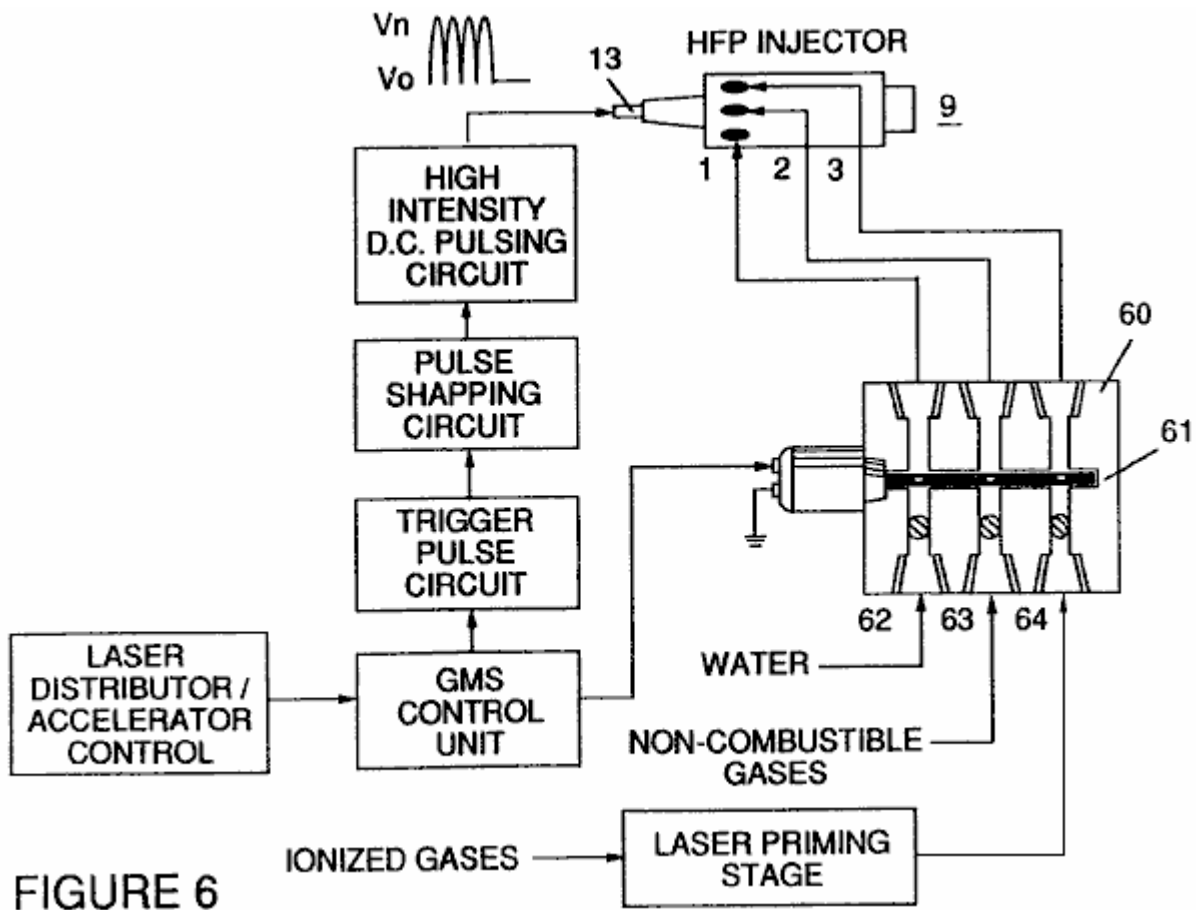 Vn
Vo
HFP INJECTOR
13
9
1 2 3
HIGH
INTENSITY
D.C. PULSING
CIRCUIT
60
PULSE
SHAPPING
CIRCUIT
61
TRIGGER
PULSE
CIRCUIT
62 63 64
LASER
DISTRIBUTOR /
ACCELERATOR
CONTROL
GMS
CONTROL
UNIT
WATER
NON-COMBUSTIBLE
GASES
IONIZED GASES
LASER PRIMING
STAGE
FIGURE 6